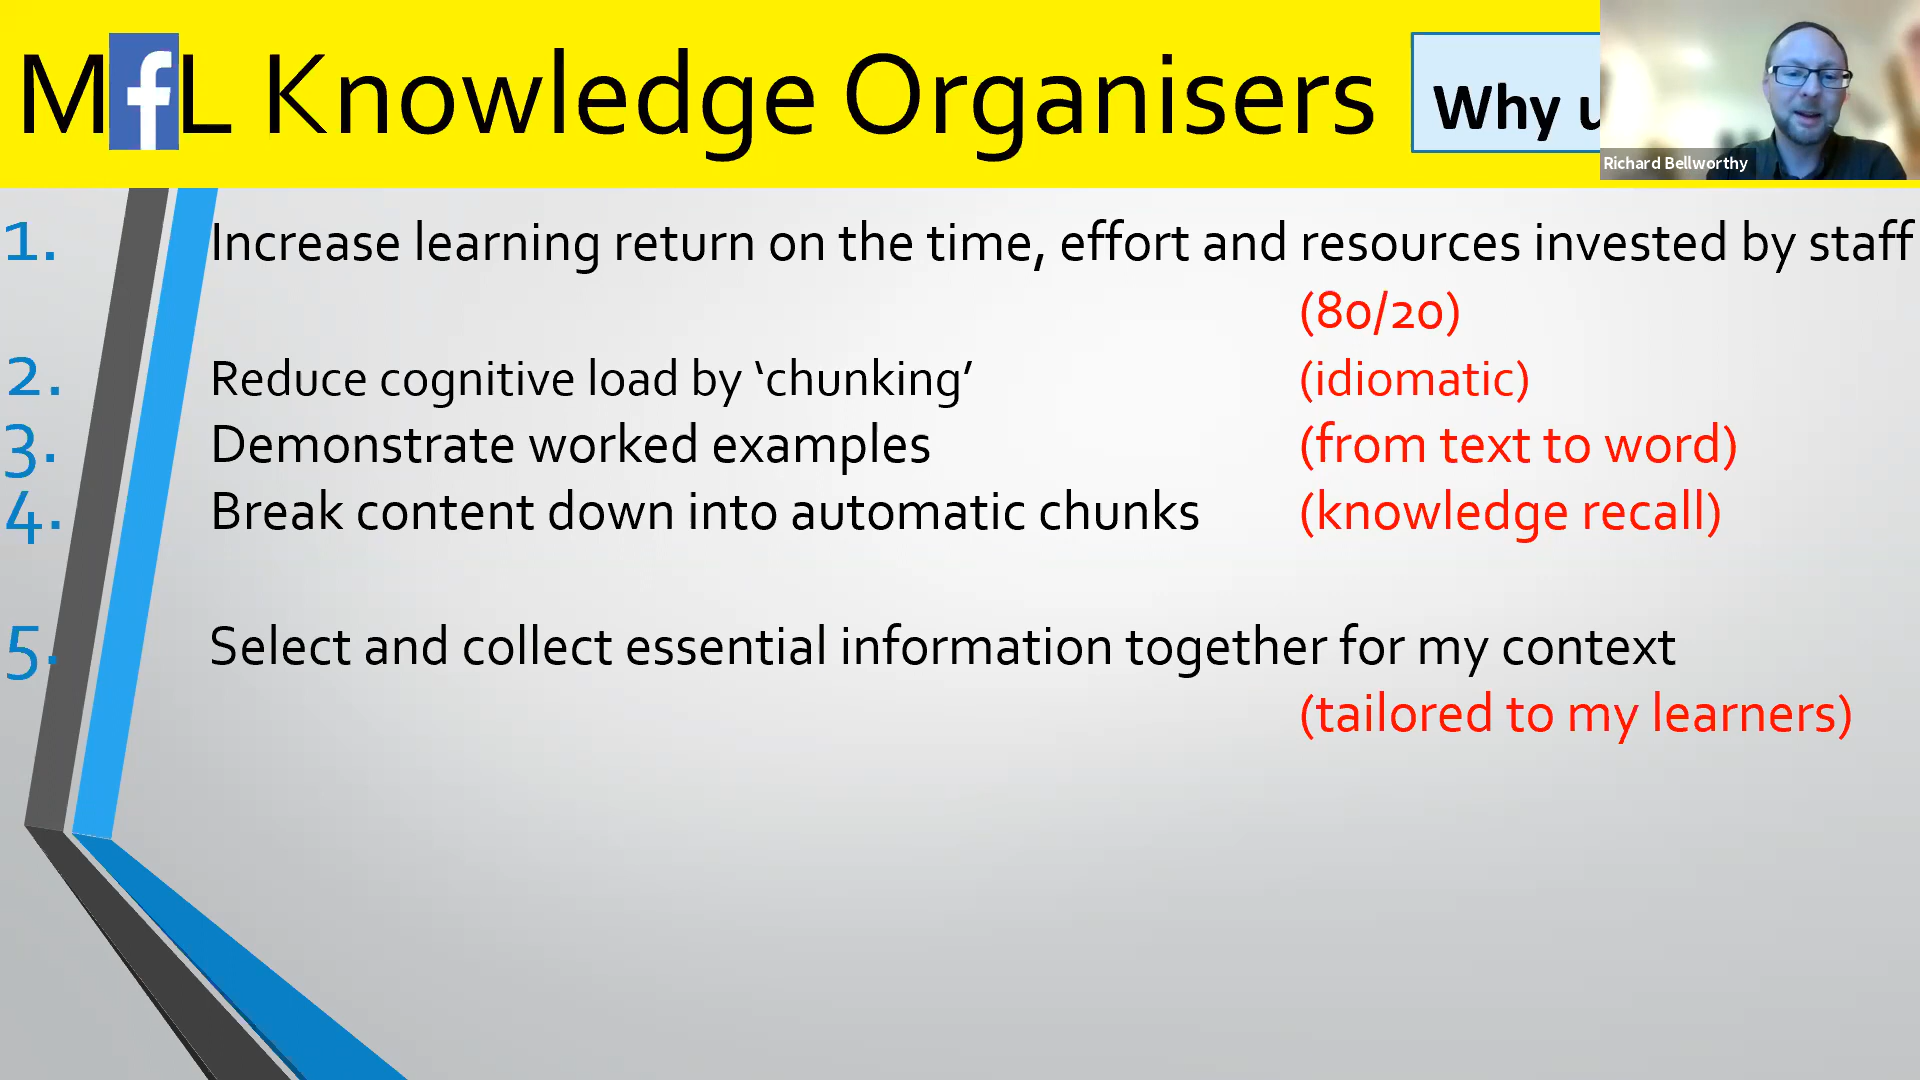 MfL Knowledge Organisers
Why
Richard Bellworthy
1. Increase learning return on the time, effort and resources invested by staff
(80/20)
2. Reduce cognitive load by ‘chunking’ (idiomatic)
3. Demonstrate worked examples (from text to word)
4. Break content down into automatic chunks (knowledge recall)
5. Select and collect essential information together for my context
(tailored to my learners)